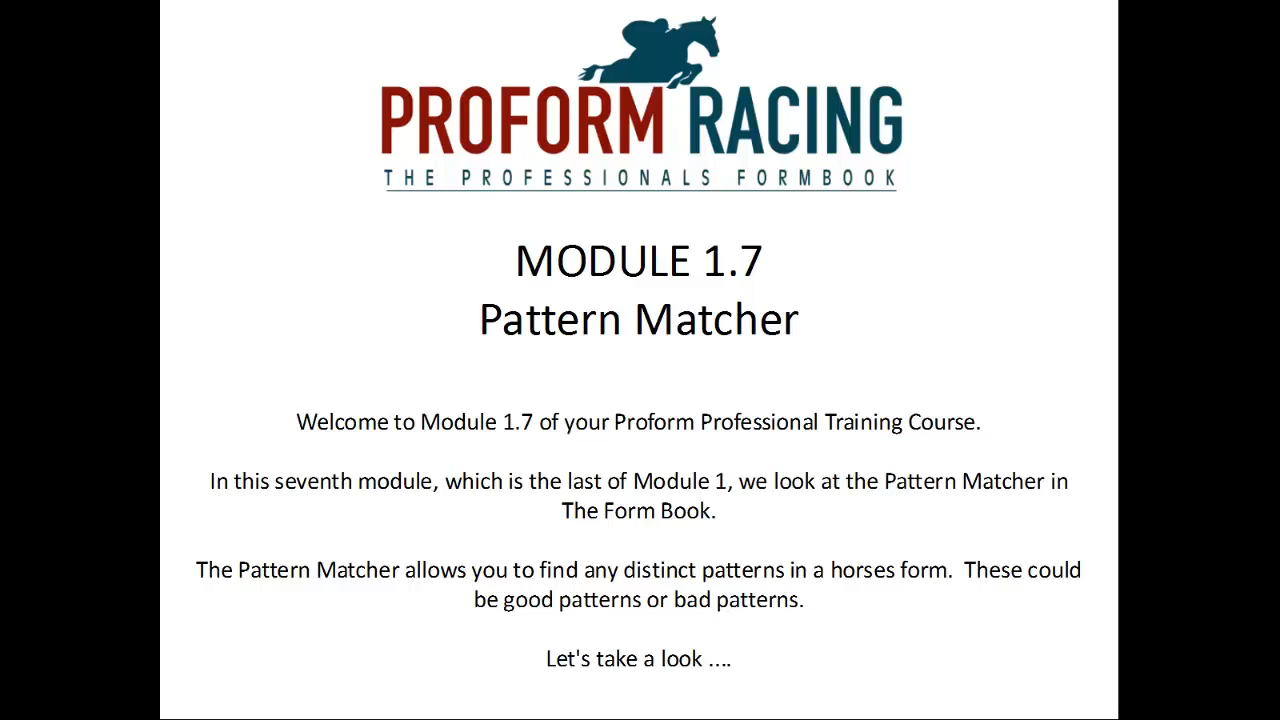 PROFORM RACING
THE PROFESSIONALS FORMBOOK
MODULE 1.7
Pattern Matcher
Welcome to Module 1.7 of your Proform Professional Training Course.
In this seventh module, which is the last of Module 1, we look at the Pattern Matcher in
The Form Book.
The Pattern Matcher allows you to find any distinct patterns in a horses form.  These could
be good patterns or bad patterns.
Let's take a look ....